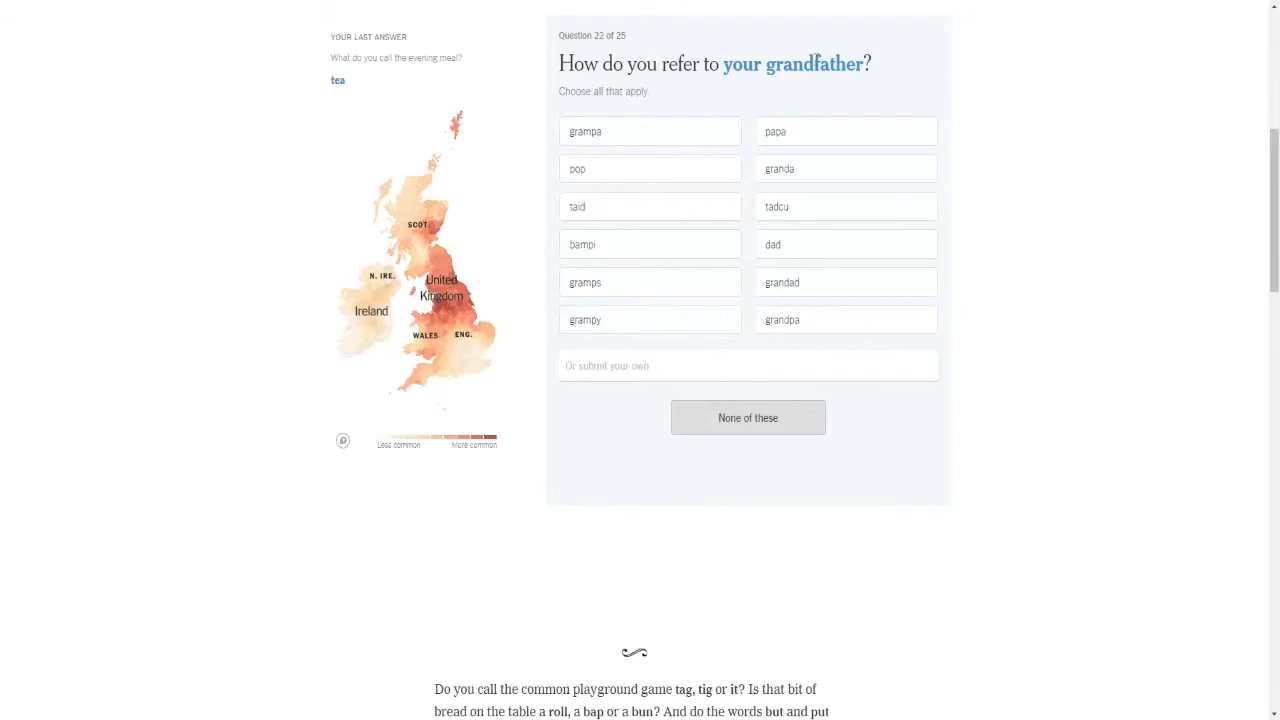 YOUR LAST ANSWER
What do you call the evening meal?
tea
SCOT.
N. IRE.
United
Kingdom
Ireland
WALES
ENG.
Less common
More common
Question 22 of 25
How do you refer to your grandfather?
Choose all that apply.
grampa
papa
pop
granda
taid
tadcu
bampi
dad
gramps
grandad
grampy
grandpa
Or submit your own
None of these
Do you call the common playground game tag, tig or it? Is that bit of
bread on the table a roll, a bap or a bun? And do the words but and put